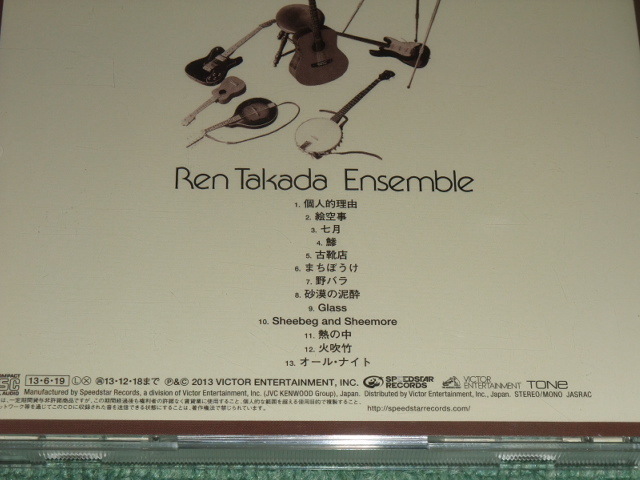 Ren Takada Ensemble
1. 個人的理由
2. 絵空事
3. 七月
4. 鯵
5. 古靴店
6. まちぼうけ
7. 野バラ
8. 砂漠の泥酔
9. Glass
10. Sheebeg and Sheemore
11. 熱の中
12. 火吹竹
13. オール・ナイト
13・6・19 Ⓛ Ⓧ 再13・12・18まで ℗&© 2013 VICTOR ENTERTAINMENT, INC. SPEEDSTAR RECORDS VICTOR ENTERTAINMENT TONE
Manufactured by Speedstar Records, a division of Victor Entertainment, Inc. (JVC KENWOOD Group), Japan. Distributed by Victor Entertainment, Inc., Japan. STEREO/MONO JASRAC
http://speedstarrecords.com/